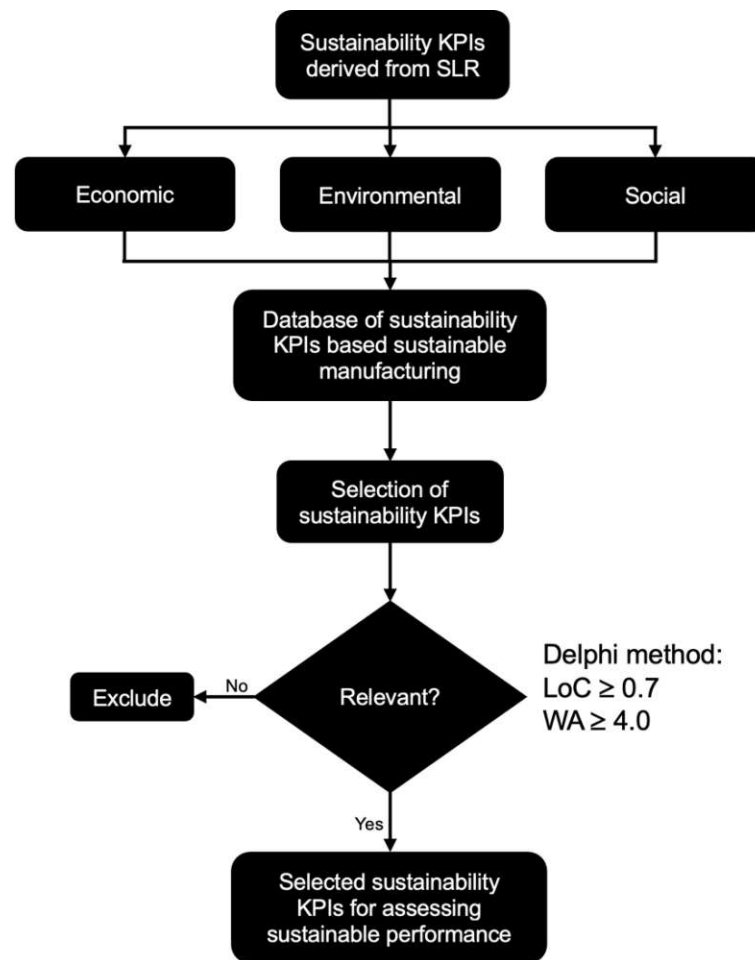 Sustainability KPIs
derived from SLR
Economic
Environmental
Social
Database of sustainability
KPIs based sustainable
manufacturing
Selection of
sustainability KPIs
Relevant?
Delphi method:
LoC ≥ 0.7
WA ≥ 4.0
No
Exclude
Yes
Selected sustainability
KPIs for assessing
sustainable performance